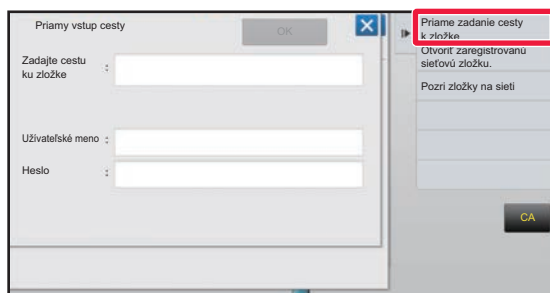 Priamy vstup cesty
OK
Zadajte cestu
ku zložke :
Užívateľské meno :
Heslo :
Priame zadanie cesty
k zložke
Otvoriť zaregistrovanú
sieťovú zložku.
Pozri zložky na sieti
CA